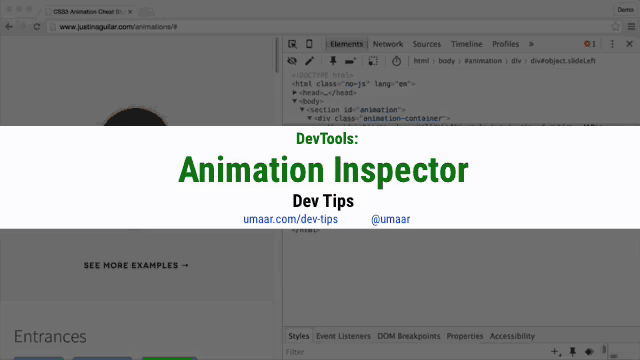 CSS3 Animation Cheat S
Demo
www.justinaguilar.com/animations/#
Elements Network Sources Timeline Profiles » 1
html body #animation div div#object.slideLeft
<!DOCTYPE html>
<html class="no-js" lang="en">
<head>…</head>
<body>
<section id="animation">
<div class="animation-container">
DevTools:
Animation Inspector
Dev Tips
umaar.com/dev-tips @umaar
</html>
SEE MORE EXAMPLES →
Entrances
Styles Event Listeners DOM Breakpoints Properties Accessibility
Filter